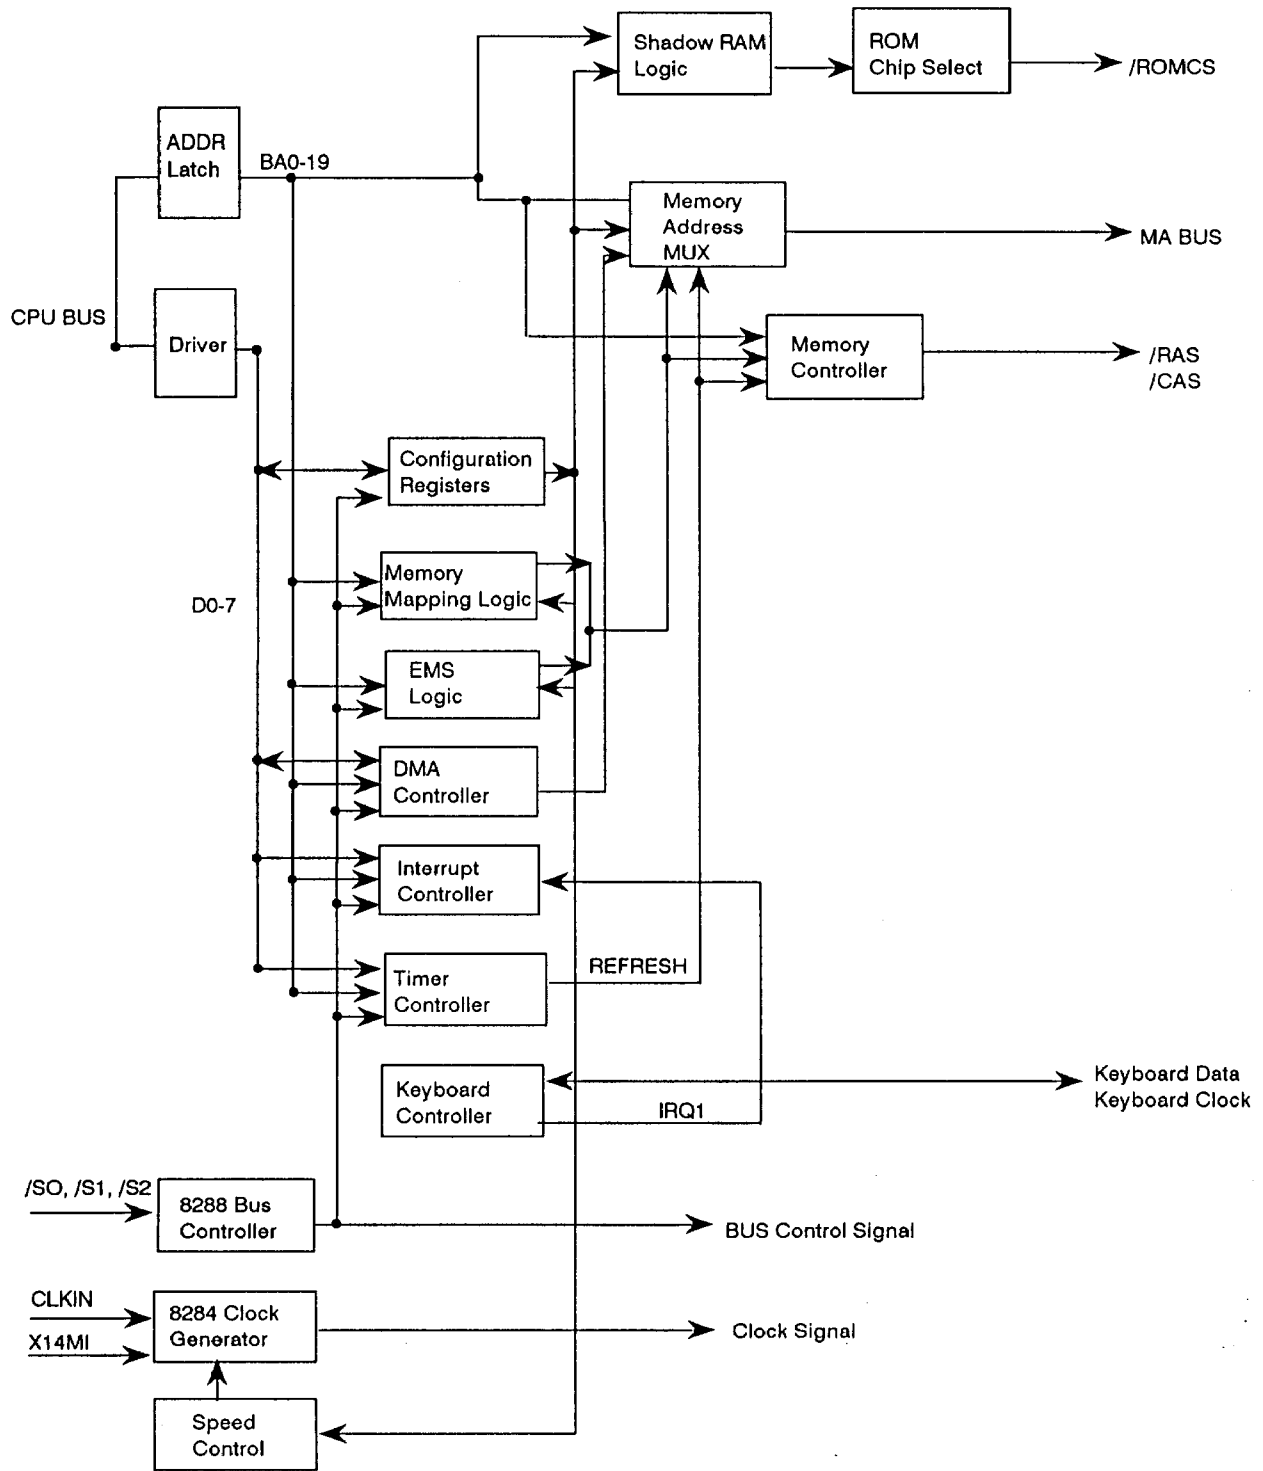 Shadow RAM
Logic
ROM
Chip Select
/ROMCS
ADDR
Latch
BA0-19
Memory
Address
MUX
MA BUS
CPU BUS
Driver
Memory
Controller
/RAS
/CAS
Configuration
Registers
D0-7
Memory
Mapping Logic
EMS
Logic
DMA
Controller
Interrupt
Controller
Timer
Controller
REFRESH
Keyboard
Controller
IRQ1
Keyboard Data
Keyboard Clock
/SO, /S1, /S2
8288 Bus
Controller
BUS Control Signal
CLKIN
X14MI
8284 Clock
Generator
Clock Signal
Speed
Control